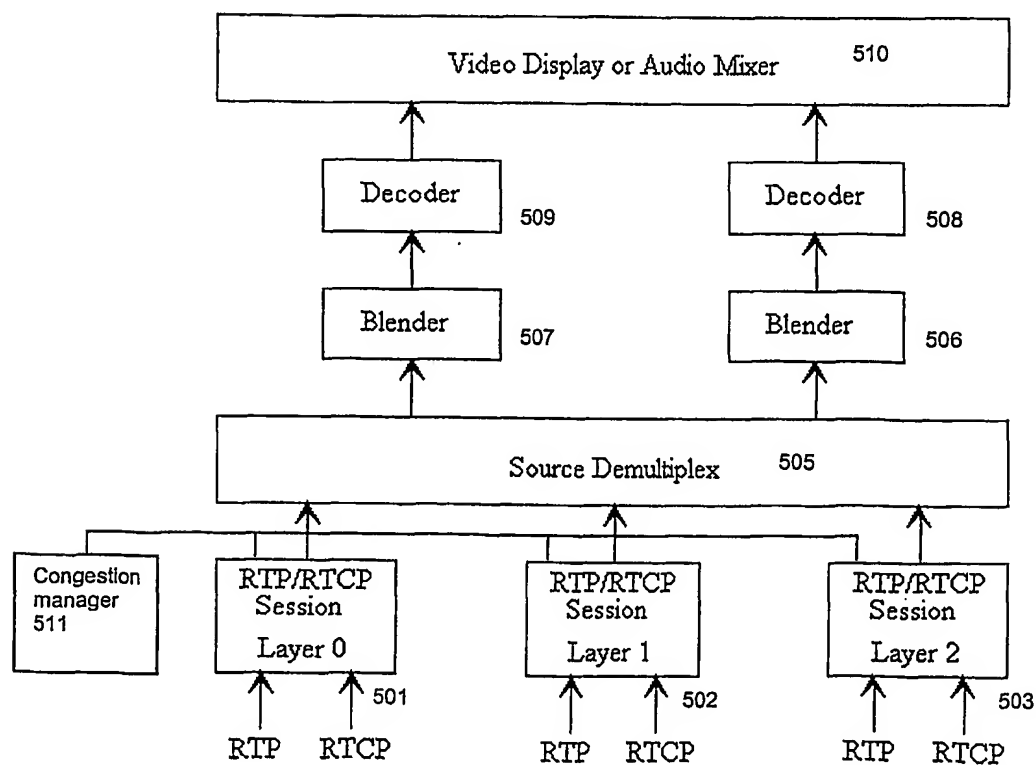 Video Display or Audio Mixer 510
Decoder 509
Decoder 508
Blender 507
Blender 506
Source Demultiplex 505
Congestion
manager
511
RTP/RTCP
Session
Layer 0
501
RTP/RTCP
Session
Layer 1
502
RTP/RTCP
Session
Layer 2
503
RTP RTCP
RTP RTCP
RTP RTCP